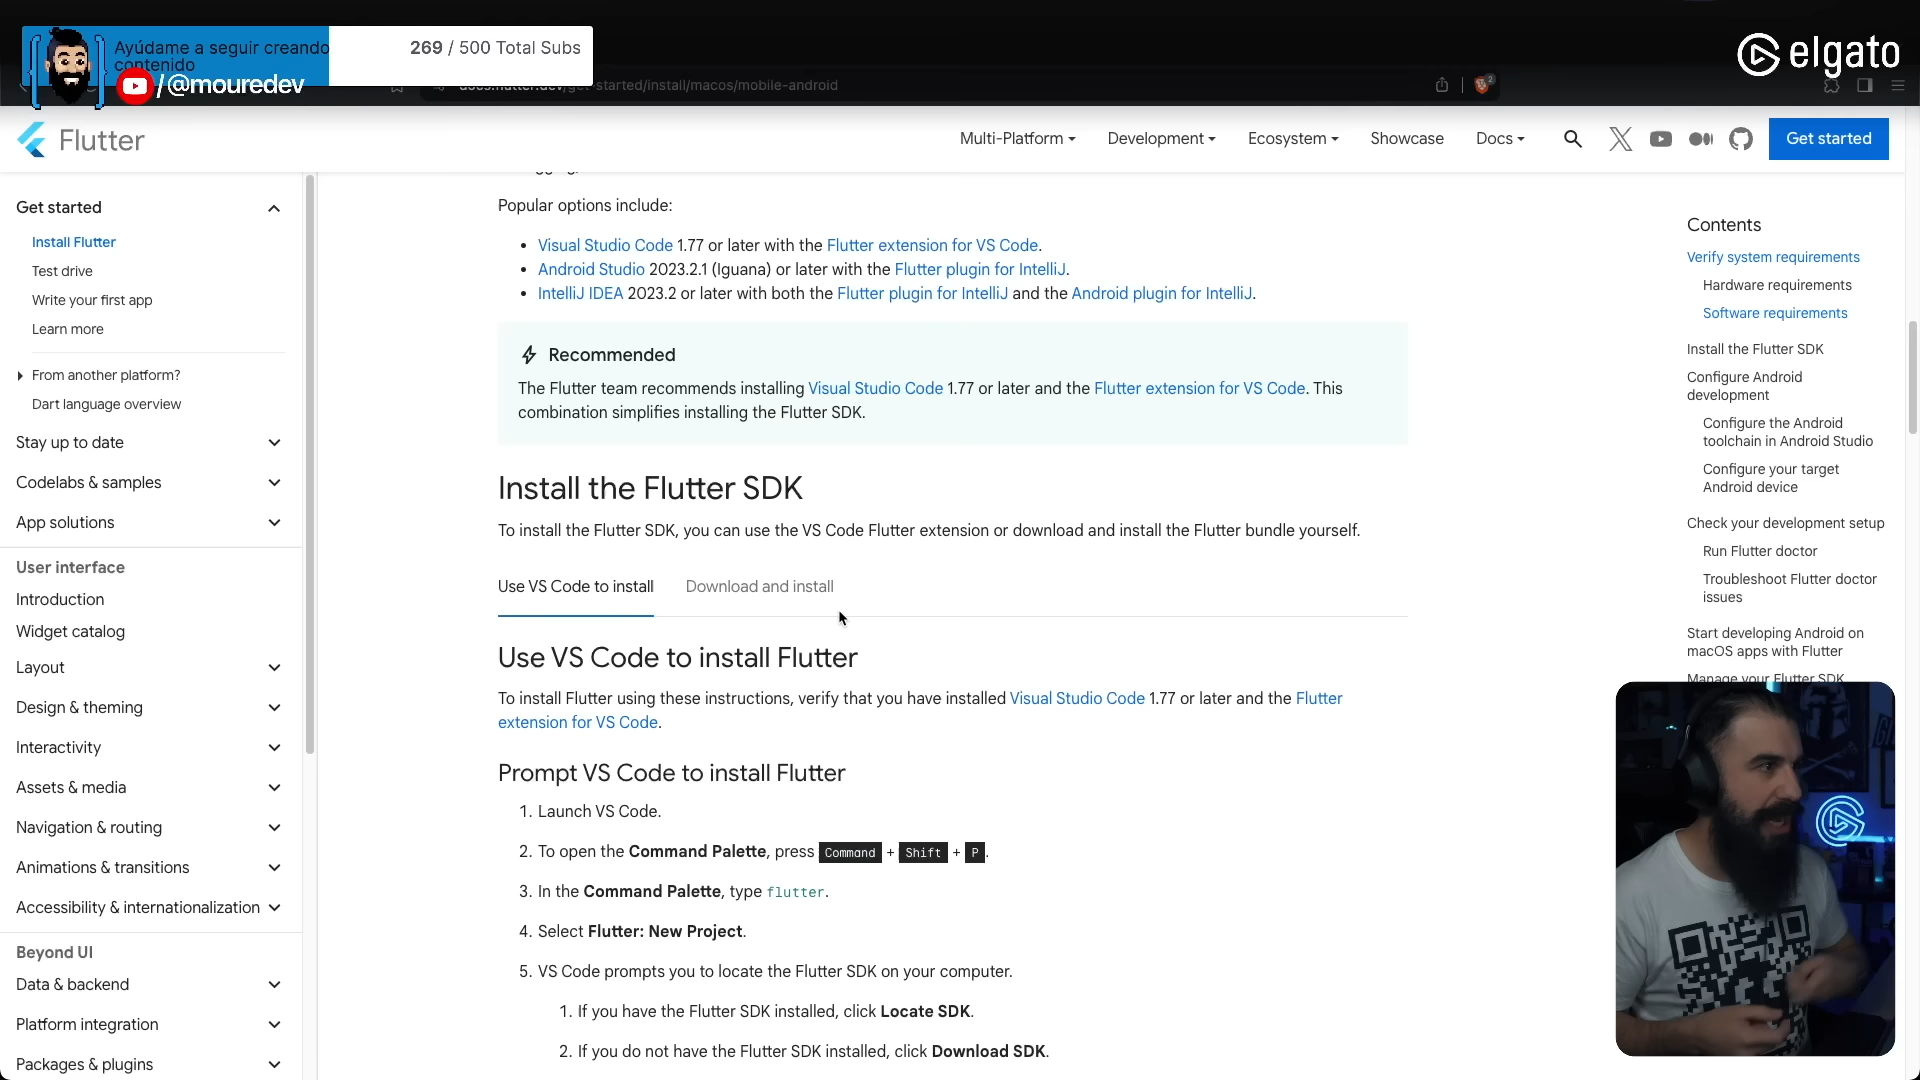 Ayúdame a seguir creando
contenido
269 / 500 Total Subs
/@mouredev
docs.flutter.dev/get-started/install/macos/mobile-android
2
elgato
Flutter
Multi-Platform
Development
Ecosystem
Showcase
Docs
Get started
Get started
Install Flutter
Test drive
Write your first app
Learn more
From another platform?
Dart language overview
Stay up to date
Codelabs & samples
App solutions
User interface
Introduction
Widget catalog
Layout
Design & theming
Interactivity
Assets & media
Navigation & routing
Animations & transitions
Accessibility & internationalization
Beyond UI
Data & backend
Platform integration
Packages & plugins
Popular options include:
• Visual Studio Code 1.77 or later with the Flutter extension for VS Code.
• Android Studio 2023.2.1 (Iguana) or later with the Flutter plugin for IntelliJ.
• IntelliJ IDEA 2023.2 or later with both the Flutter plugin for IntelliJ and the Android plugin for IntelliJ.
Recommended
The Flutter team recommends installing Visual Studio Code 1.77 or later and the Flutter extension for VS Code. This
combination simplifies installing the Flutter SDK.
Install the Flutter SDK
To install the Flutter SDK, you can use the VS Code Flutter extension or download and install the Flutter bundle yourself.
Use VS Code to install
Download and install
Use VS Code to install Flutter
To install Flutter using these instructions, verify that you have installed Visual Studio Code 1.77 or later and the Flutter
extension for VS Code.
Prompt VS Code to install Flutter
1. Launch VS Code.
2. To open the Command Palette, press Command + Shift + P.
3. In the Command Palette, type flutter.
4. Select Flutter: New Project.
5. VS Code prompts you to locate the Flutter SDK on your computer.
1. If you have the Flutter SDK installed, click Locate SDK.
2. If you do not have the Flutter SDK installed, click Download SDK.
Contents
Verify system requirements
Hardware requirements
Software requirements
Install the Flutter SDK
Configure Android
development
Configure the Android
toolchain in Android Studio
Configure your target
Android device
Check your development setup
Run Flutter doctor
Troubleshoot Flutter doctor
issues
Start developing Android on
macOS apps with Flutter
Manage your Flutter SDK